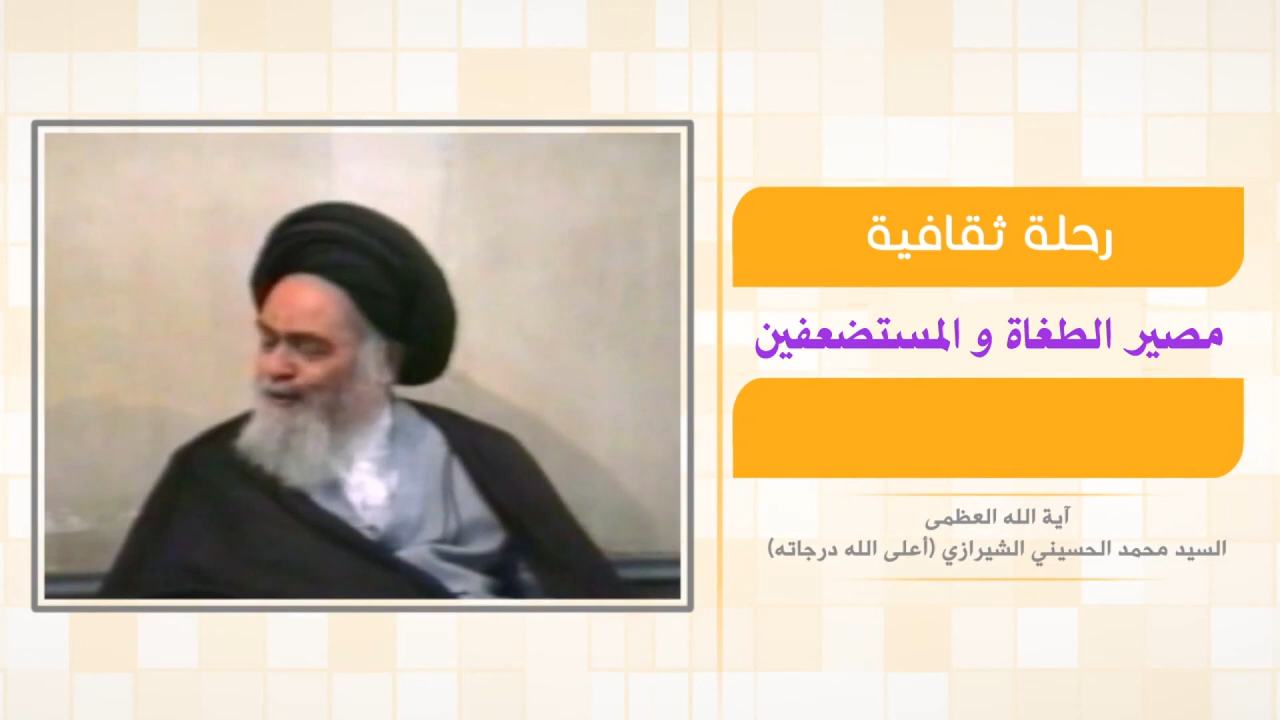 رحلة ثقافية
مصير الطغاة و المستضعفين
آية الله العظمى
السيد محمد الحسيني الشيرازي (أعلى الله درجاته)